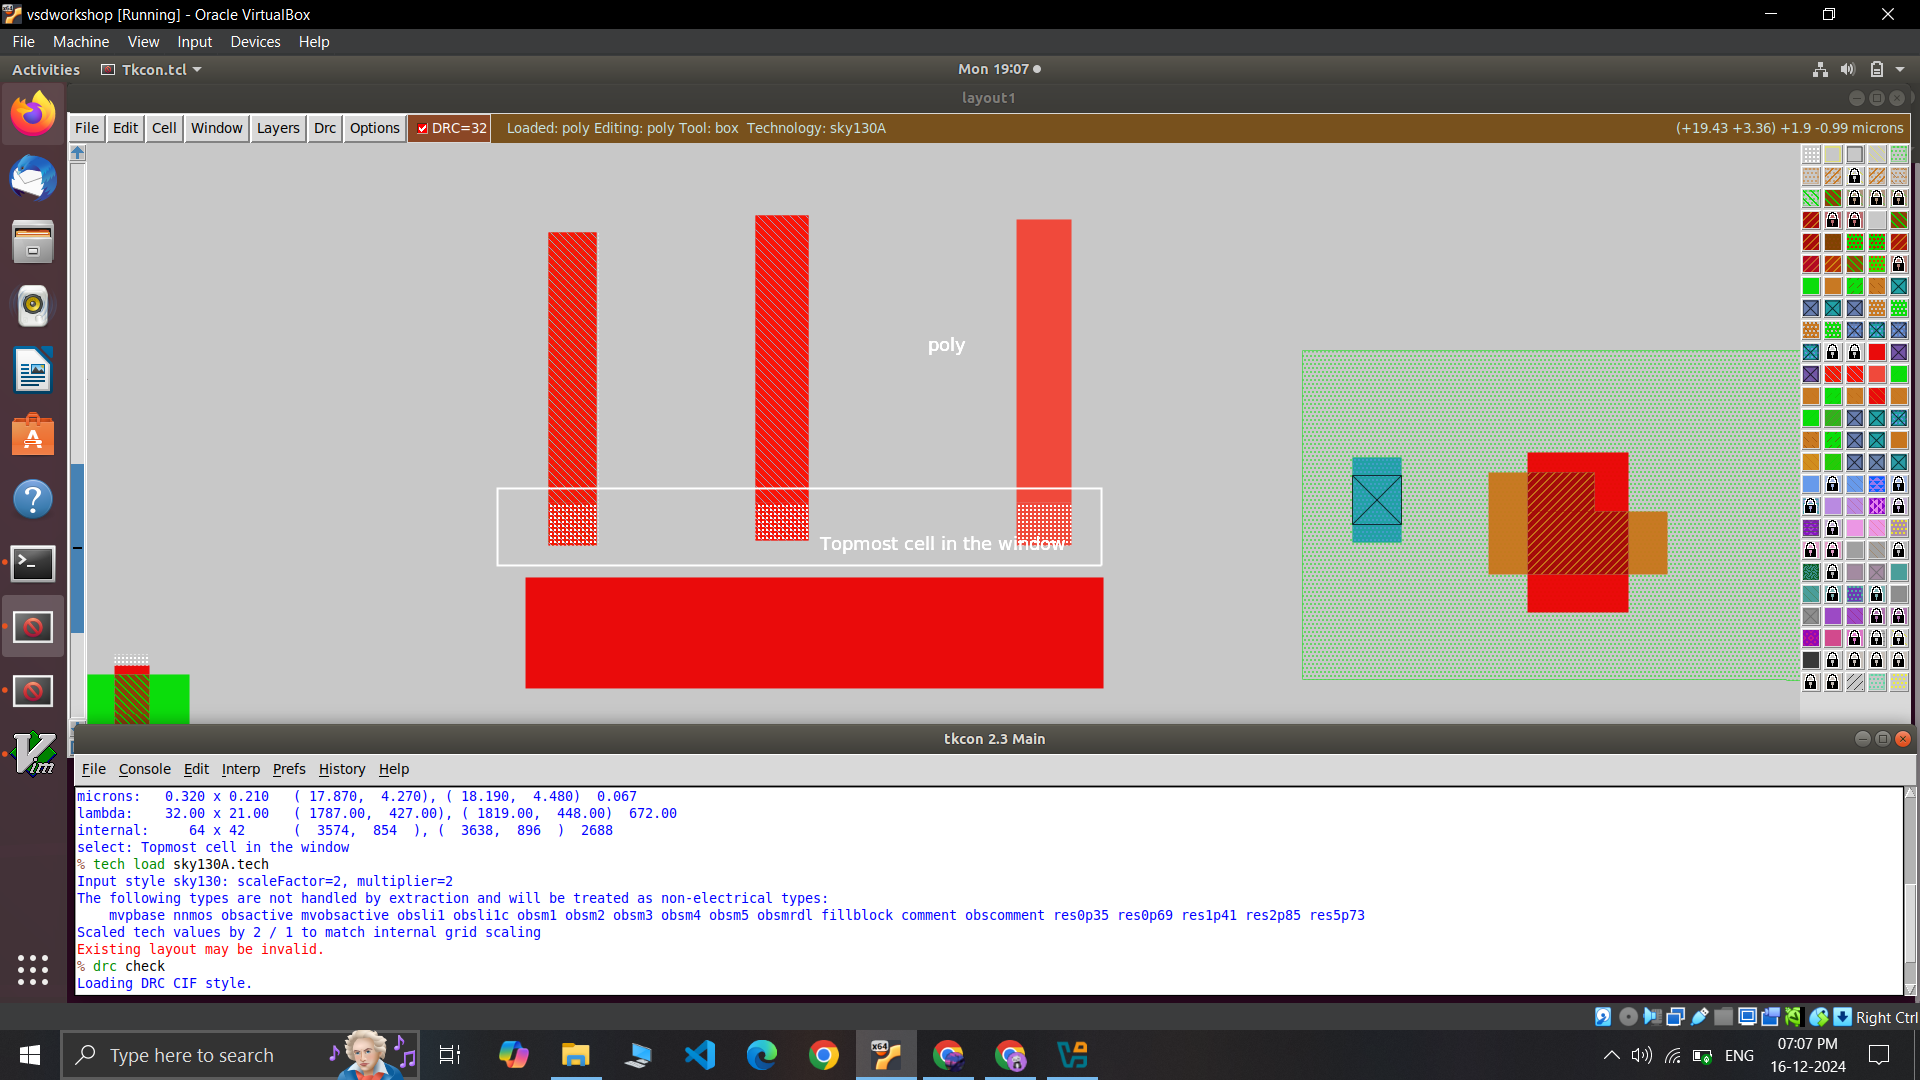 vsdworkshop [Running] - Oracle VirtualBox
File Machine View Input Devices Help
Activities Tkcon.tcl Mon 19:07
layout1
File Edit Cell Window Layers Drc Options DRC=32 Loaded: poly Editing: poly Tool: box Technology: sky130A (+19.43 +3.36) +1.9 -0.99 microns
poly
Topmost cell in the window
tkcon 2.3 Main
File Console Edit Interp Prefs History Help
microns: 0.320 x 0.210 ( 17.870, 4.270), ( 18.190, 4.480) 0.067
lambda: 32.00 x 21.00 ( 1787.00, 427.00), ( 1819.00, 448.00) 672.00
internal: 64 x 42 ( 3574, 854 ), ( 3638, 896 ) 2688
select: Topmost cell in the window
% tech load sky130A.tech
Input style sky130: scaleFactor=2, multiplier=2
The following types are not handled by extraction and will be treated as non-electrical types:
mvpbase nnmos obsactive mvobsactive obsli1 obsli1c obsm1 obsm2 obsm3 obsm4 obsm5 obsmrdl fillblock comment obscomment res0p35 res0p69 res1p41 res2p85 res5p73
Scaled tech values by 2 / 1 to match internal grid scaling
Existing layout may be invalid.
% drc check
Loading DRC CIF style.
Right Ctrl
Type here to search
x64
ENG
07:07 PM
16-12-2024